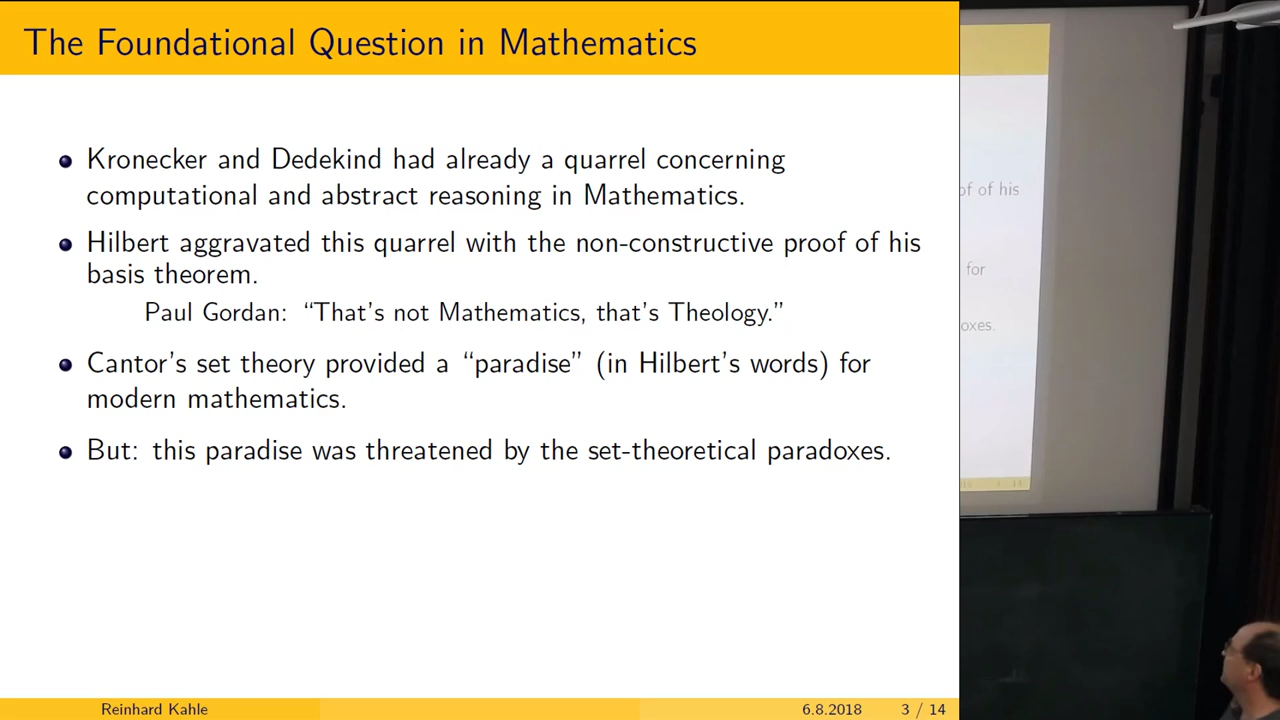 The Foundational Question in Mathematics
Kronecker and Dedekind had already a quarrel concerning
computational and abstract reasoning in Mathematics.
Hilbert aggravated this quarrel with the non-constructive proof of his
basis theorem.
Paul Gordan: “That's not Mathematics, that's Theology.”
Cantor's set theory provided a “paradise” (in Hilbert's words) for
modern mathematics.
But: this paradise was threatened by the set-theoretical paradoxes.
Reinhard Kahle 6.8.2018 3 / 14
of of his
for
oxes.